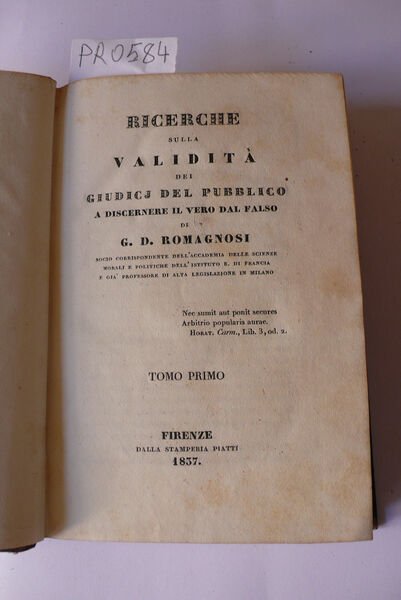 PRO584
RICERCHE
SULLA
VALIDITÀ
DEI
GIUDICJ DEL PUBBLICO
A DISCERNERE IL VERO DAL FALSO
DI
G. D. ROMAGNOSI
SOCIO CORRISPONDENTE DELL'ACCADEMIA DELLE SCIENZE
MORALI E POLITICHE DELL'ISTITUTO R. DI FRANCIA
E GIA' PROFESSORE DI ALTA LEGISLAZIONE IN MILANO
Nec sumit aut ponit secures
Arbitrio popularis aurae.
HORAT. Carm., Lib. 3, od. 2.
TOMO PRIMO
FIRENZE
DALLA STAMPERIA PIATTI
1837.